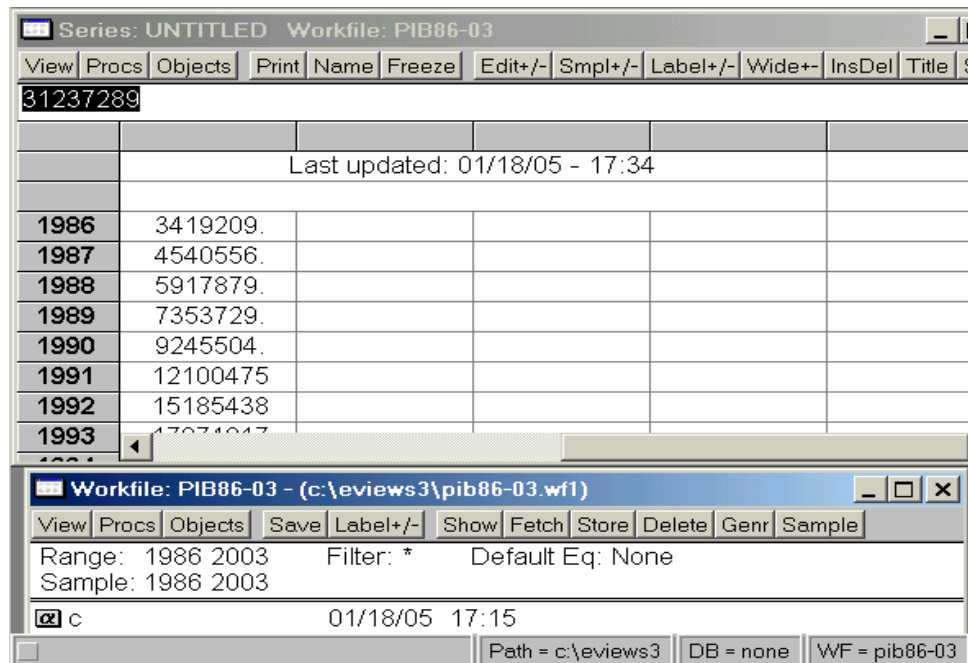 Series: UNTITLED Workfile: PIB86-03
View Procs Objects Print Name Freeze Edit+/- Smpl+/- Label+/- Wide+- InsDel Title
31237289
Last updated: 01/18/05 - 17:34
1986 3419209.
1987 4540556.
1988 5917879.
1989 7353729.
1990 9245504.
1991 12100475
1992 15185438
1993
Workfile: PIB86-03 - (c:\eviews3\pib86-03.wf1)
View Procs Objects Save Label+/- Show Fetch Store Delete Genr Sample
Range: 1986 2003 Filter: * Default Eq: None
Sample: 1986 2003
α c 01/18/05 17:15
Path = c:\eviews3 DB = none WF = pib86-03